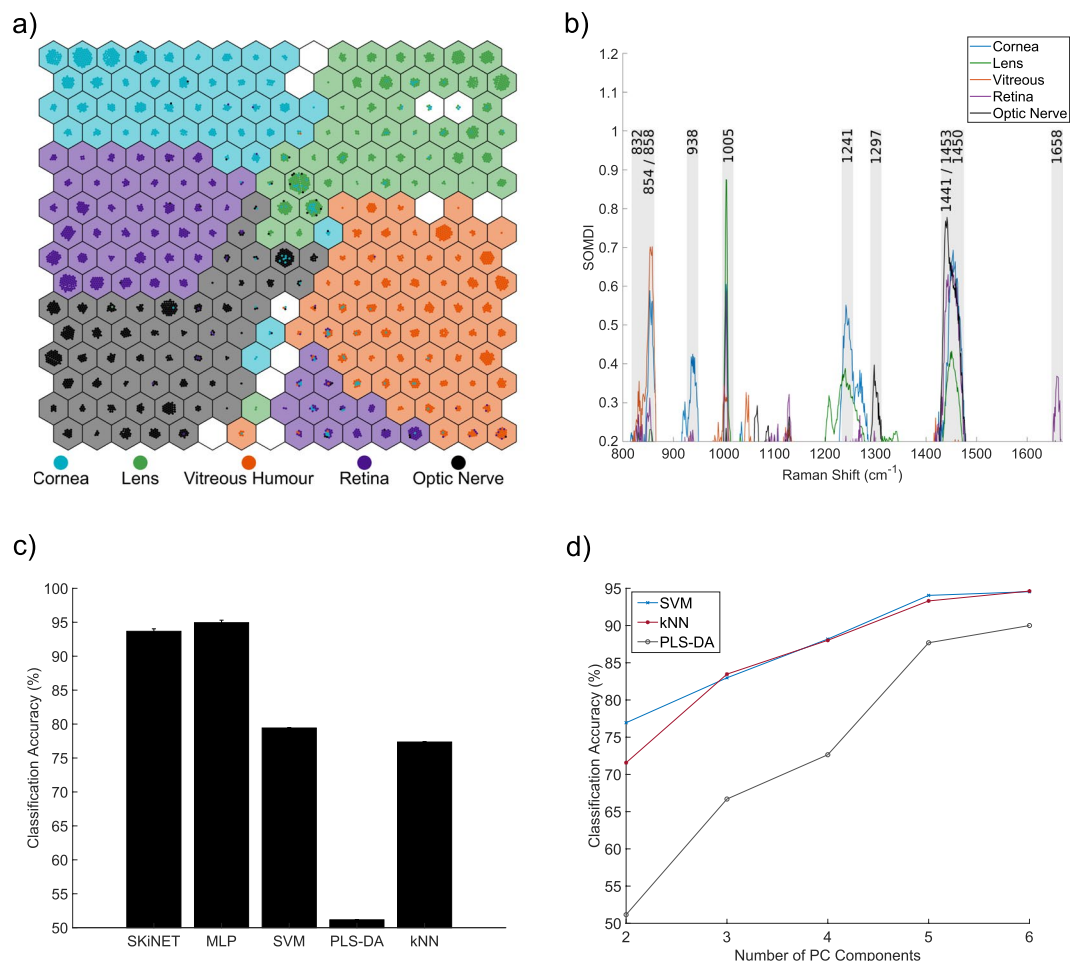 a)
Cornea
Lens
Vitreous Humour
Retina
Optic Nerve
b)
Cornea
Lens
Vitreous
Retina
Optic Nerve
1.2
1.1
1
0.9
0.8
0.7
0.6
0.5
0.4
0.3
0.2
SOMDI
832
854 / 858
938
1005
1241
1297
1441 / 1453
1450
1658
800
900
1000
1100
1200
1300
1400
1500
1600
Raman Shift (cm-1)
c)
100
95
90
85
80
75
70
65
60
55
50
Classification Accuracy (%)
SKiNET
MLP
SVM
PLS-DA
kNN
d)
SVM
kNN
PLS-DA
95
90
85
80
75
70
65
60
55
50
Classification Accuracy (%)
2
3
4
5
6
Number of PC Components